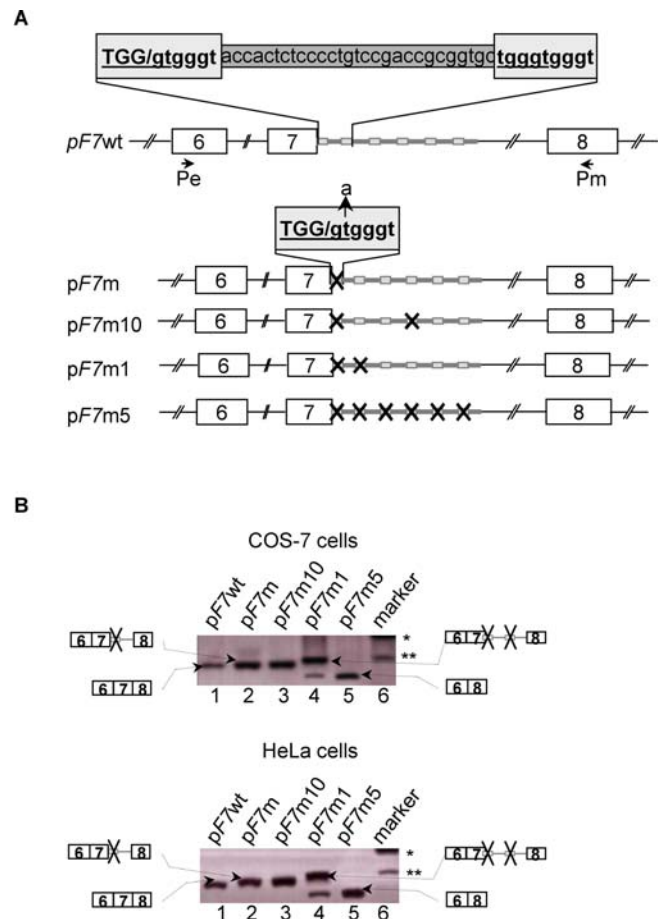 A
TGG/gtgggt accactctcccctgtccgaccgcggtgc tgggtgggt
pF7wt 6 7 8
Pe Pm
a
TGG/gtgggt
pF7m 6 7 8
pF7m10 6 7 8
pF7m1 6 7 8
pF7m5 6 7 8
B
COS-7 cells
pF7wt pF7m pF7m10 pF7m1 pF7m5 marker
6 7 8 * 6 7 8
**
6 7 8 6 8
1 2 3 4 5 6
HeLa cells
pF7wt pF7m pF7m10 pF7m1 pF7m5 marker
6 7 8 * 6 7 8
**
6 7 8 6 8
1 2 3 4 5 6